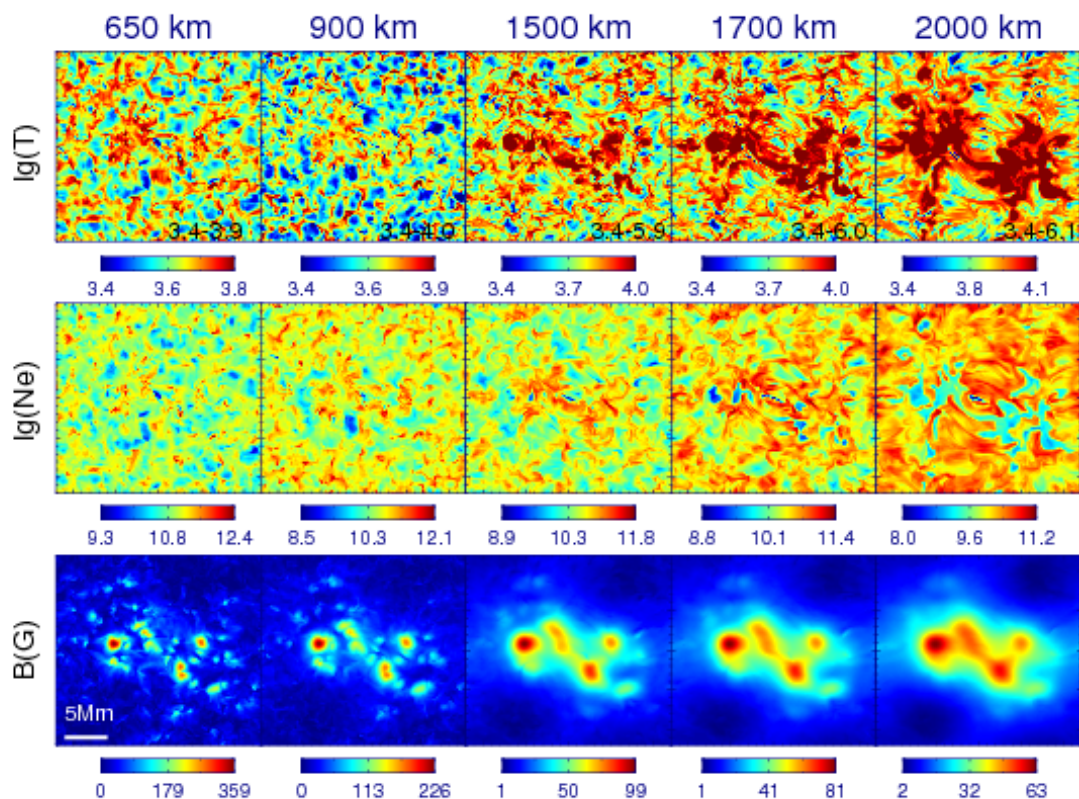 650 km 900 km 1500 km 1700 km 2000 km
lg(T)
3.4-3.9 3.4-4.0 3.4-5.9 3.4-6.0 3.4-6.1
3.4 3.6 3.8 3.4 3.6 3.9 3.4 3.7 4.0 3.4 3.7 4.0 3.4 3.8 4.1
lg(Ne)
9.3 10.8 12.4 8.5 10.3 12.1 8.9 10.3 11.8 8.8 10.1 11.4 8.0 9.6 11.2
B(G)
5Mm
0 179 359 0 113 226 1 50 99 1 41 81 2 32 63